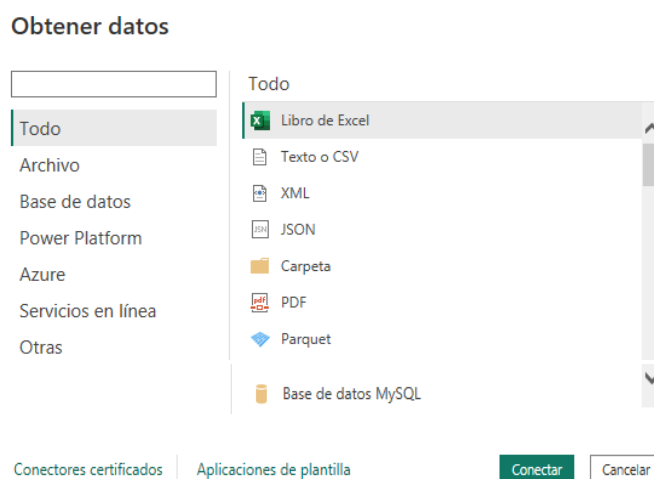 Obtener datos
Todo
Archivo
Base de datos
Power Platform
Azure
Servicios en línea
Otras
Todo
Libro de Excel
Texto o CSV
XML
JSON
Carpeta
PDF
Parquet
Base de datos MySQL
Conectores certificados
Aplicaciones de plantilla
Conectar
Cancelar